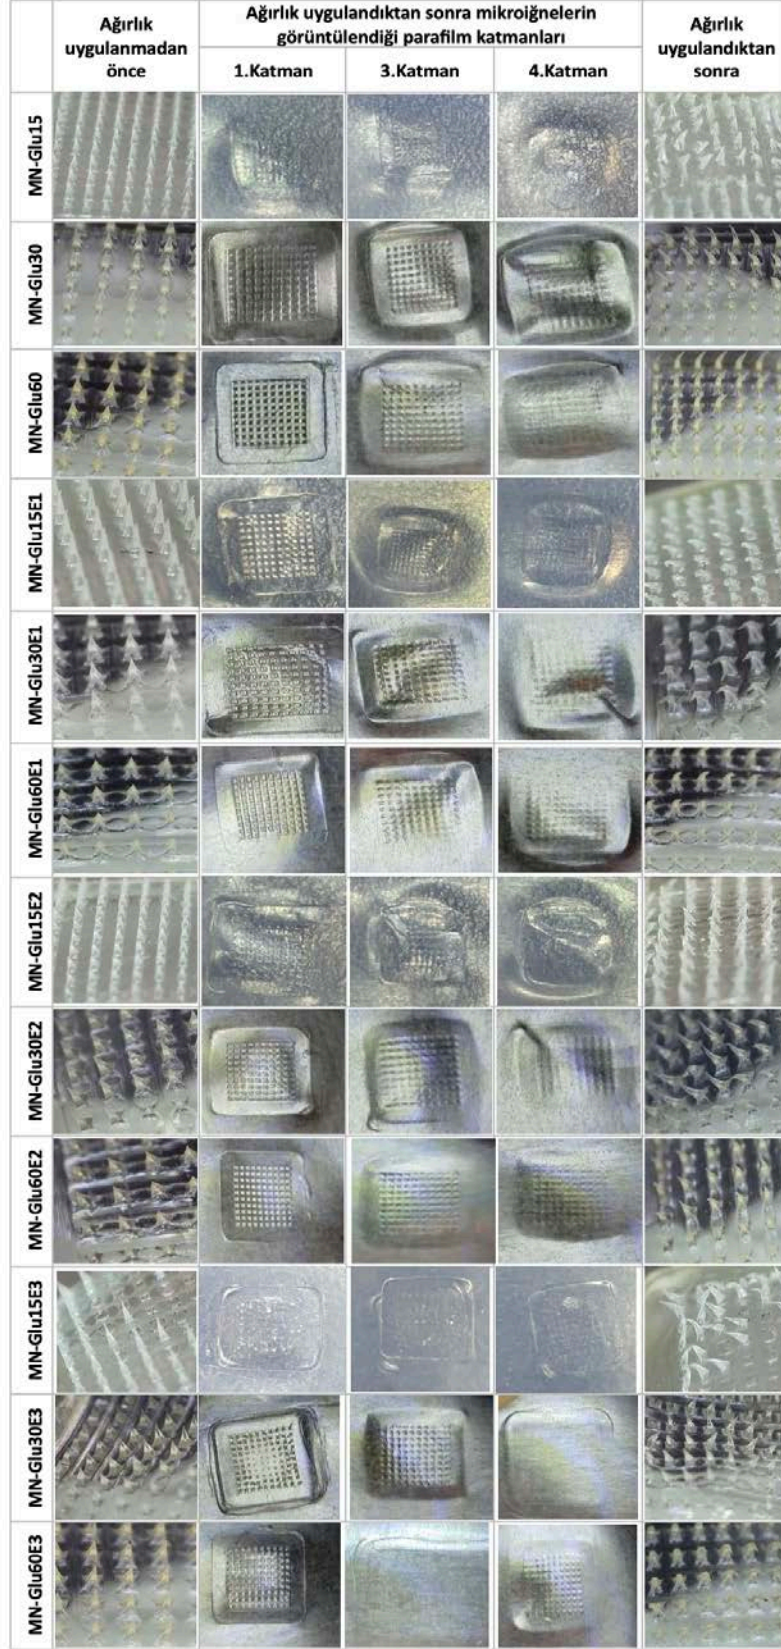 Ağırlık
uygulanmadan
önce
Ağırlık uygulandıktan sonra mikroiğnelerin
görüntülendiği parafilm katmanları
1.Katman
3.Katman
4.Katman
Ağırlık
uygulandıktan
sonra
MN-Glu15
MN-Glu30
MN-Glu60
MN-Glu15E1
MN-Glu30E1
MN-Glu60E1
MN-Glu15E2
MN-Glu30E2
MN-Glu60E2
MN-Glu15E3
MN-Glu30E3
MN-Glu60E3